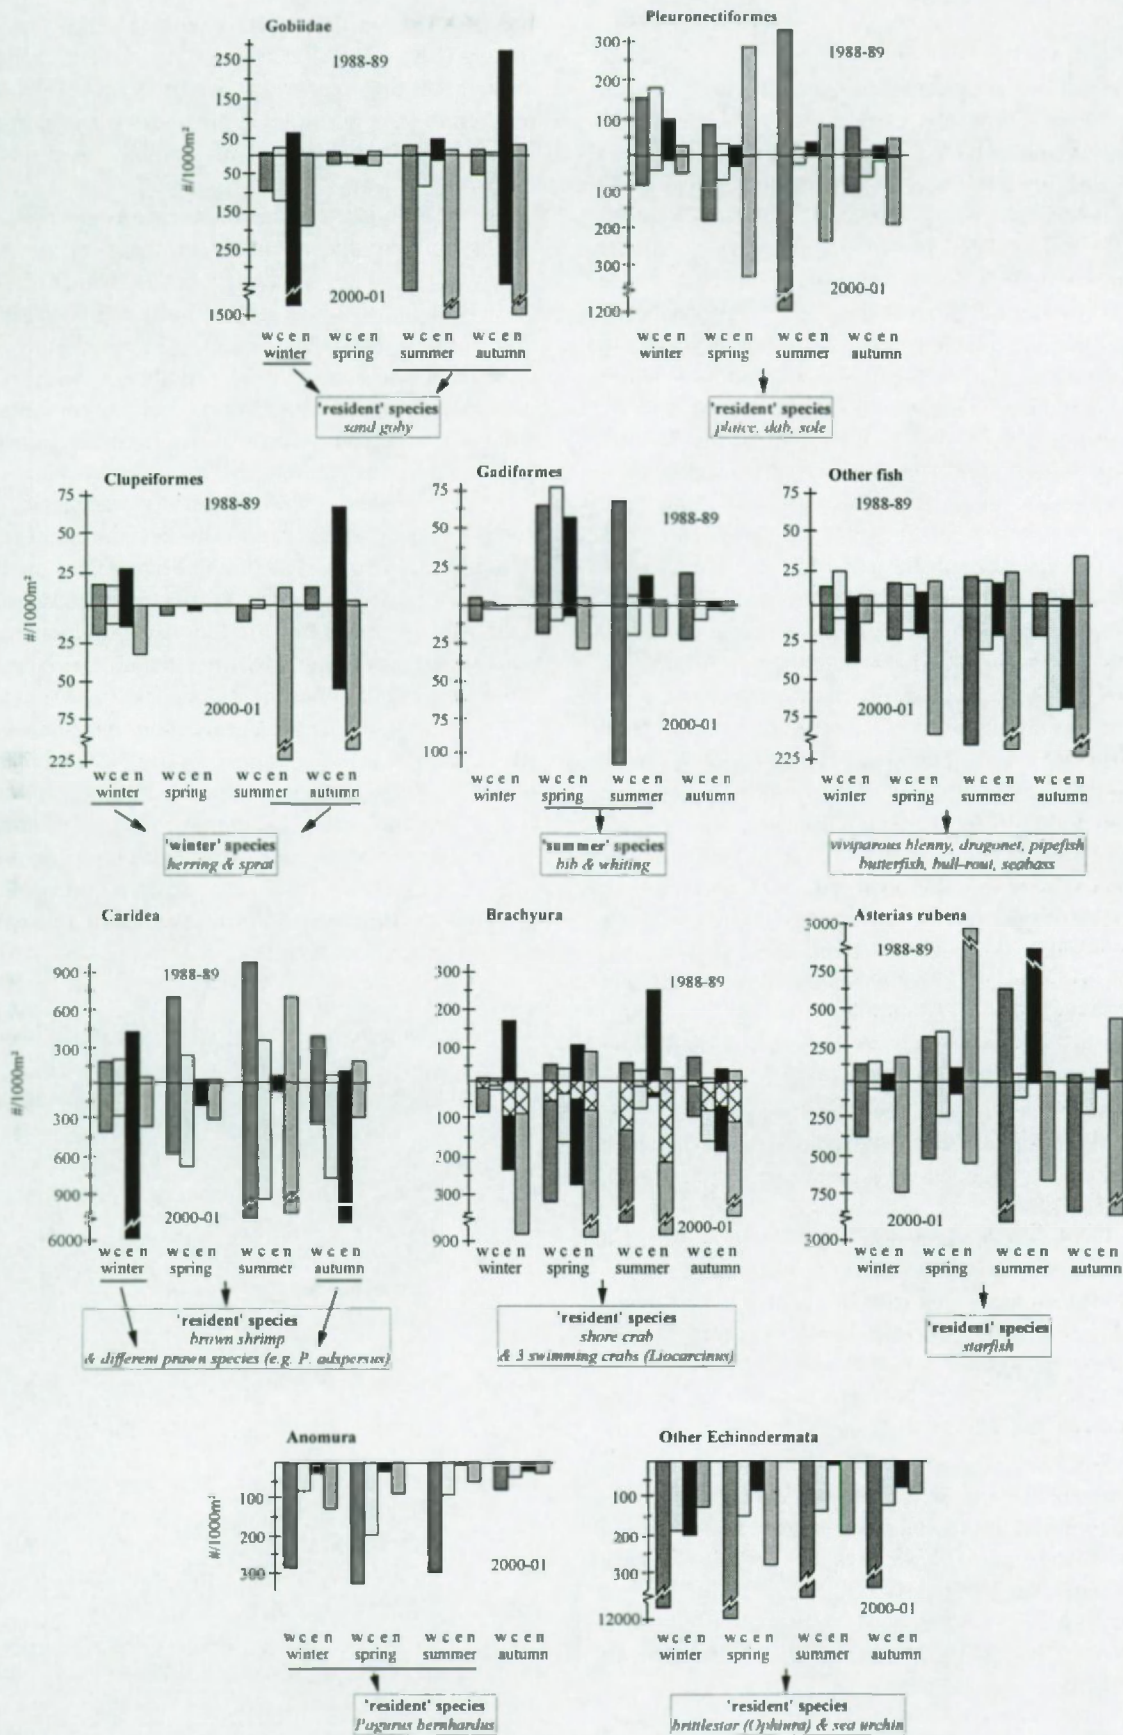 Gobiidae
250
1988-89
150
50
50
150
250
2000-01
1500
#/1000m²
w c e n w c e n w c e n w c e n
winter spring summer autumn
'resident' species
sand goby
Pleuronectiformes
300
1988-89
200
100
100
200
300
2000-01
1200
w c e n w c e n w c e n w c e n
winter spring summer autumn
'resident' species
plaice, dab, sole
Clupeiformes
75
1988-89
50
25
25
50
75
2000-01
225
#/1000m²
w c e n w c e n w c e n w c e n
winter spring summer autumn
'winter' species
herring & sprat
Gadiformes
75
1988-89
50
25
25
50
75
2000-01
100
w c e n w c e n w c e n w c e n
winter spring summer autumn
'summer' species
bib & whiting
Other fish
75
1988-89
50
25
25
50
75
2000-01
225
w c e n w c e n w c e n w c e n
winter spring summer autumn
viviparous blenny, dragonet, pipefish
butterfish, bull-rout, seabass
Caridea
900
1988-89
600
300
300
600
900
2000-01
6000
#/1000m²
w c e n w c e n w c e n w c e n
winter spring summer autumn
'resident' species
brown shrimp
& different prawn species (e.g. P. adspersus)
Brachyura
300
1988-89
200
100
100
200
300
2000-01
900
w c e n w c e n w c e n w c e n
winter spring summer autumn
'resident' species
shore crab
& 3 swimming crabs (Liocarcinus)
Asterias rubens
3000
1988-89
750
500
250
250
500
750
2000-01
3000
w c e n w c e n w c e n w c e n
winter spring summer autumn
'resident' species
starfish
Anomura
100
200
300
2000-01
#/1000m²
w c e n w c e n w c e n w c e n
winter spring summer autumn
'resident' species
Pagurus bernhardus
Other Echinodermata
100
200
300
2000-01
12000
w c e n w c e n w c e n w c e n
winter spring summer autumn
'resident' species
brittlestar (Ophiura) & sea urchin